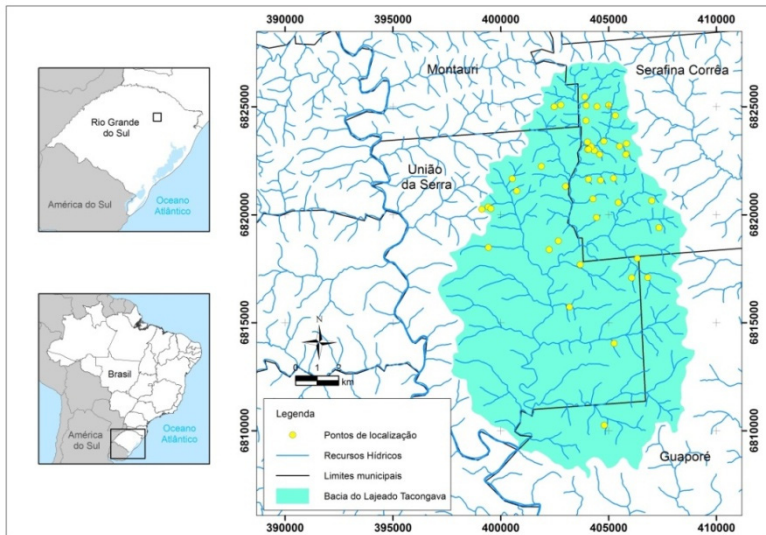 390000
395000
400000
405000
410000
Rio Grande
do Sul
América do Sul
Oceano
Atlântico
Brasil
América
do Sul
Oceano
Atlântico
Montauri
Serafina Corrêa
União
da Serra
Guaporé
6825000
6820000
6815000
6810000
6825000
6820000
6815000
6810000
N
0 1 2
km
Legenda
Pontos de localização
Recursos Hídricos
Limites municipais
Bacia do Lajeado Tacongava
390000
395000
400000
405000
410000